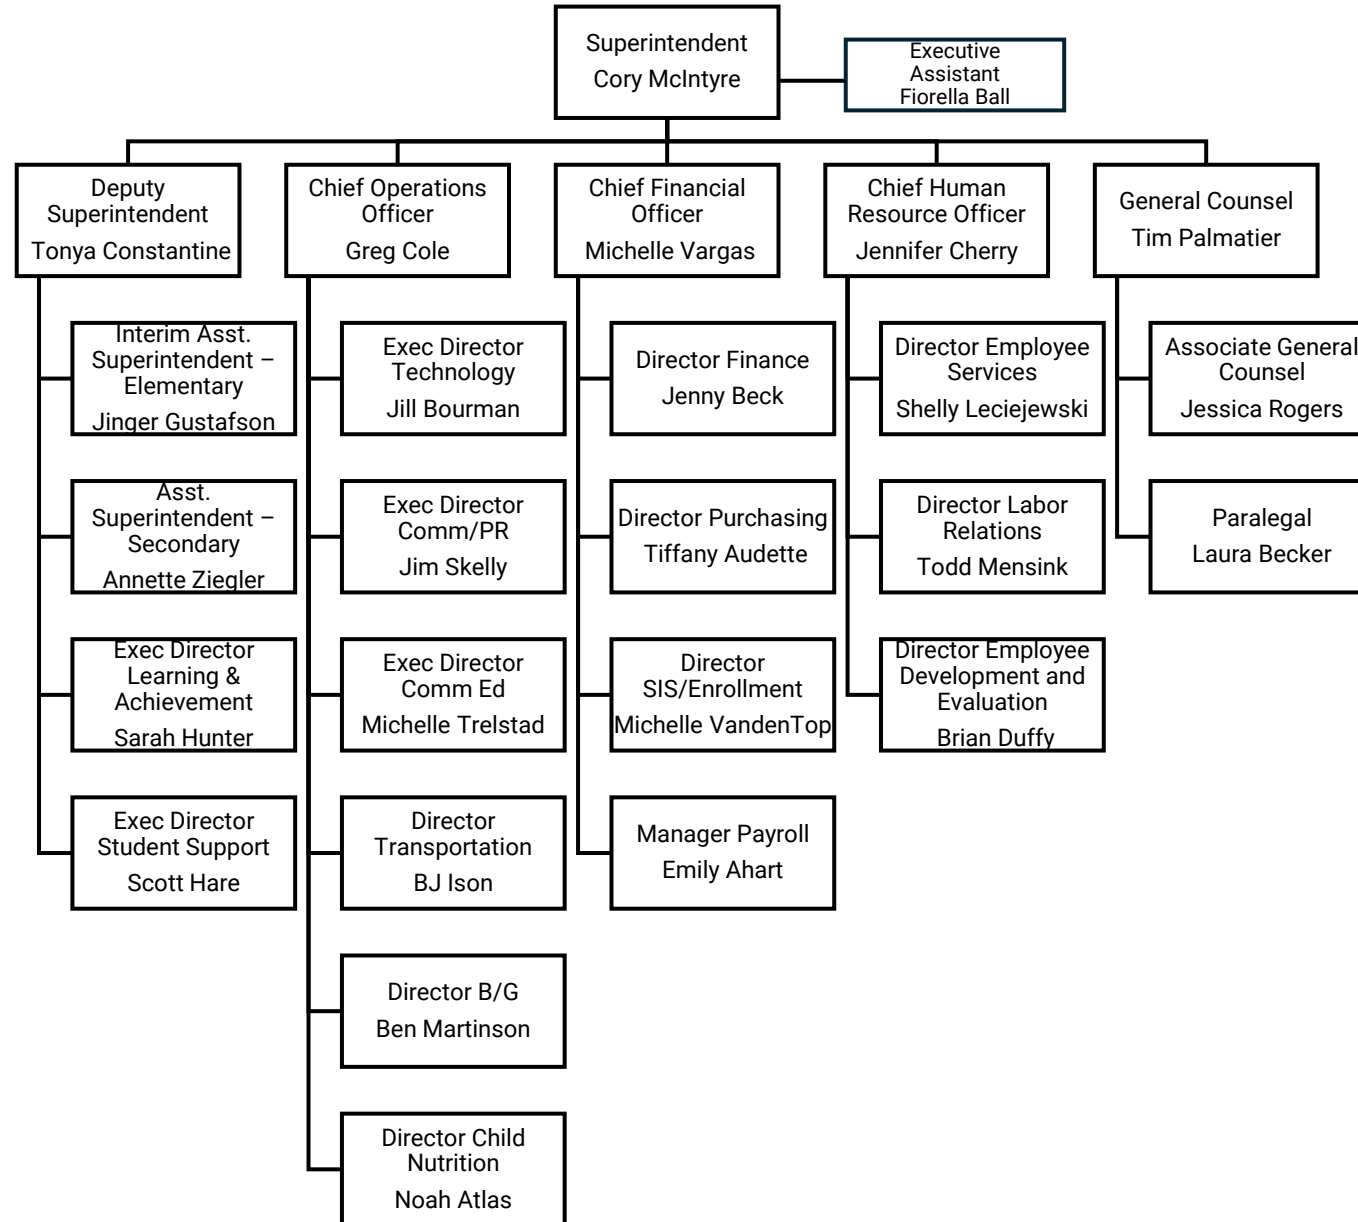 Superintendent
Cory McIntyre
Executive
Assistant
Fiorella Ball
Deputy
Superintendent
Tonya Constantine
Chief Operations
Officer
Greg Cole
Chief Financial
Officer
Michelle Vargas
Chief Human
Resource Officer
Jennifer Cherry
General Counsel
Tim Palmatier
Interim Asst.
Superintendent –
Elementary
Jinger Gustafson
Exec Director
Technology
Jill Bourman
Director Finance
Jenny Beck
Director Employee
Services
Shelly Leciejewski
Associate General
Counsel
Jessica Rogers
Asst.
Superintendent –
Secondary
Annette Ziegler
Exec Director
Comm/PR
Jim Skelly
Director Purchasing
Tiffany Audette
Director Labor
Relations
Todd Mensink
Paralegal
Laura Becker
Exec Director
Learning &
Achievement
Sarah Hunter
Exec Director
Comm Ed
Michelle Trelstad
Director
SIS/Enrollment
Michelle VandenTop
Director Employee
Development and
Evaluation
Brian Duffy
Exec Director
Student Support
Scott Hare
Director
Transportation
BJ Ison
Manager Payroll
Emily Ahart
Director B/G
Ben Martinson
Director Child
Nutrition
Noah Atlas